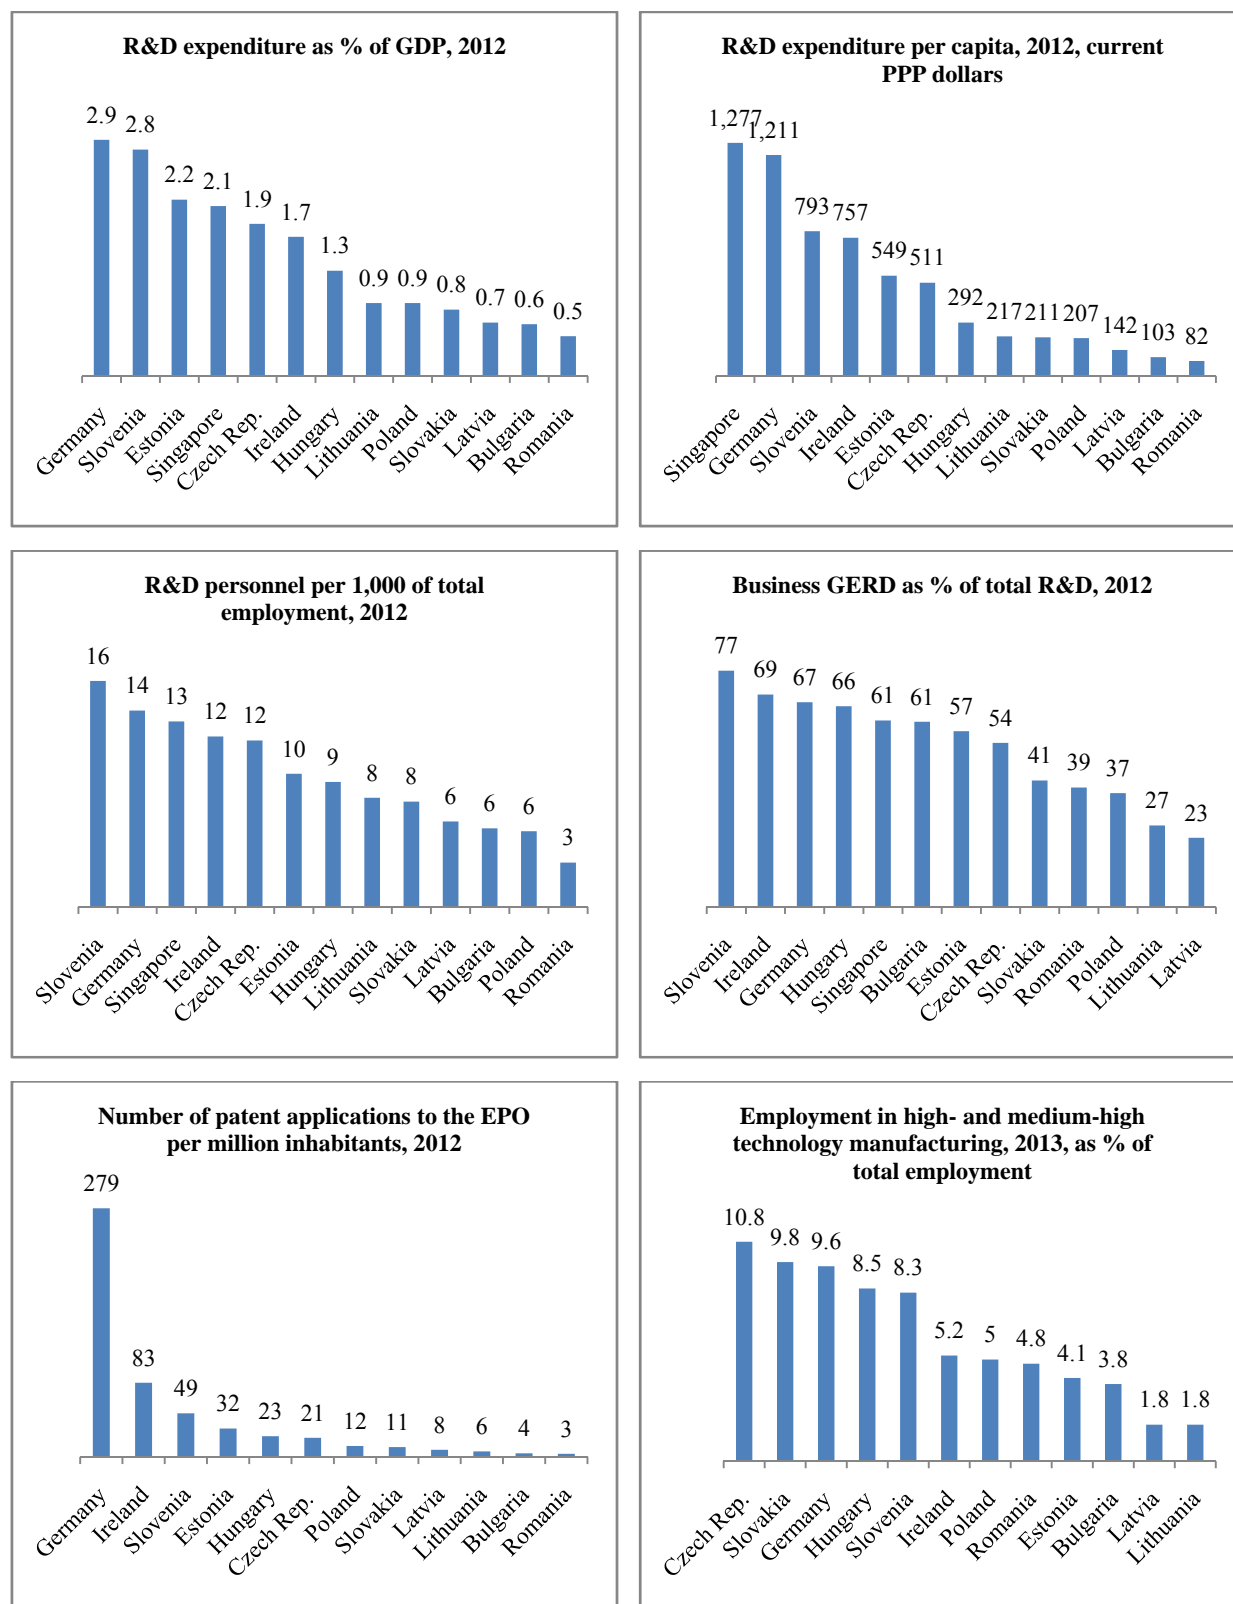 R&D expenditure as % of GDP, 2012
2.9
2.8
2.2
2.1
1.9
1.7
1.3
0.9
0.9
0.8
0.7
0.6
0.5
Germany
Slovenia
Estonia
Singapore
Czech Rep.
Ireland
Hungary
Lithuania
Poland
Slovakia
Latvia
Bulgaria
Romania
R&D expenditure per capita, 2012, current
PPP dollars
1,277
1,211
793
757
549
511
292
217
211
207
142
103
82
Singapore
Germany
Slovenia
Ireland
Estonia
Czech Rep.
Hungary
Lithuania
Slovakia
Poland
Latvia
Bulgaria
Romania
R&D personnel per 1,000 of total
employment, 2012
16
14
13
12
12
10
9
8
8
6
6
6
3
Slovenia
Germany
Singapore
Ireland
Czech Rep.
Estonia
Hungary
Lithuania
Slovakia
Latvia
Bulgaria
Poland
Romania
Business GERD as % of total R&D, 2012
77
69
67
66
61
61
57
54
41
39
37
27
23
Slovenia
Ireland
Germany
Hungary
Singapore
Bulgaria
Estonia
Czech Rep.
Slovakia
Romania
Poland
Lithuania
Latvia
Number of patent applications to the EPO
per million inhabitants, 2012
279
83
49
32
23
21
12
11
8
6
4
3
Germany
Ireland
Slovenia
Estonia
Hungary
Czech Rep.
Poland
Slovakia
Latvia
Lithuania
Bulgaria
Romania
Employment in high- and medium-high
technology manufacturing, 2013, as % of
total employment
10.8
9.8
9.6
8.5
8.3
5.2
5
4.8
4.1
3.8
1.8
1.8
Czech Rep.
Slovakia
Germany
Hungary
Slovenia
Ireland
Poland
Romania
Estonia
Bulgaria
Latvia
Lithuania